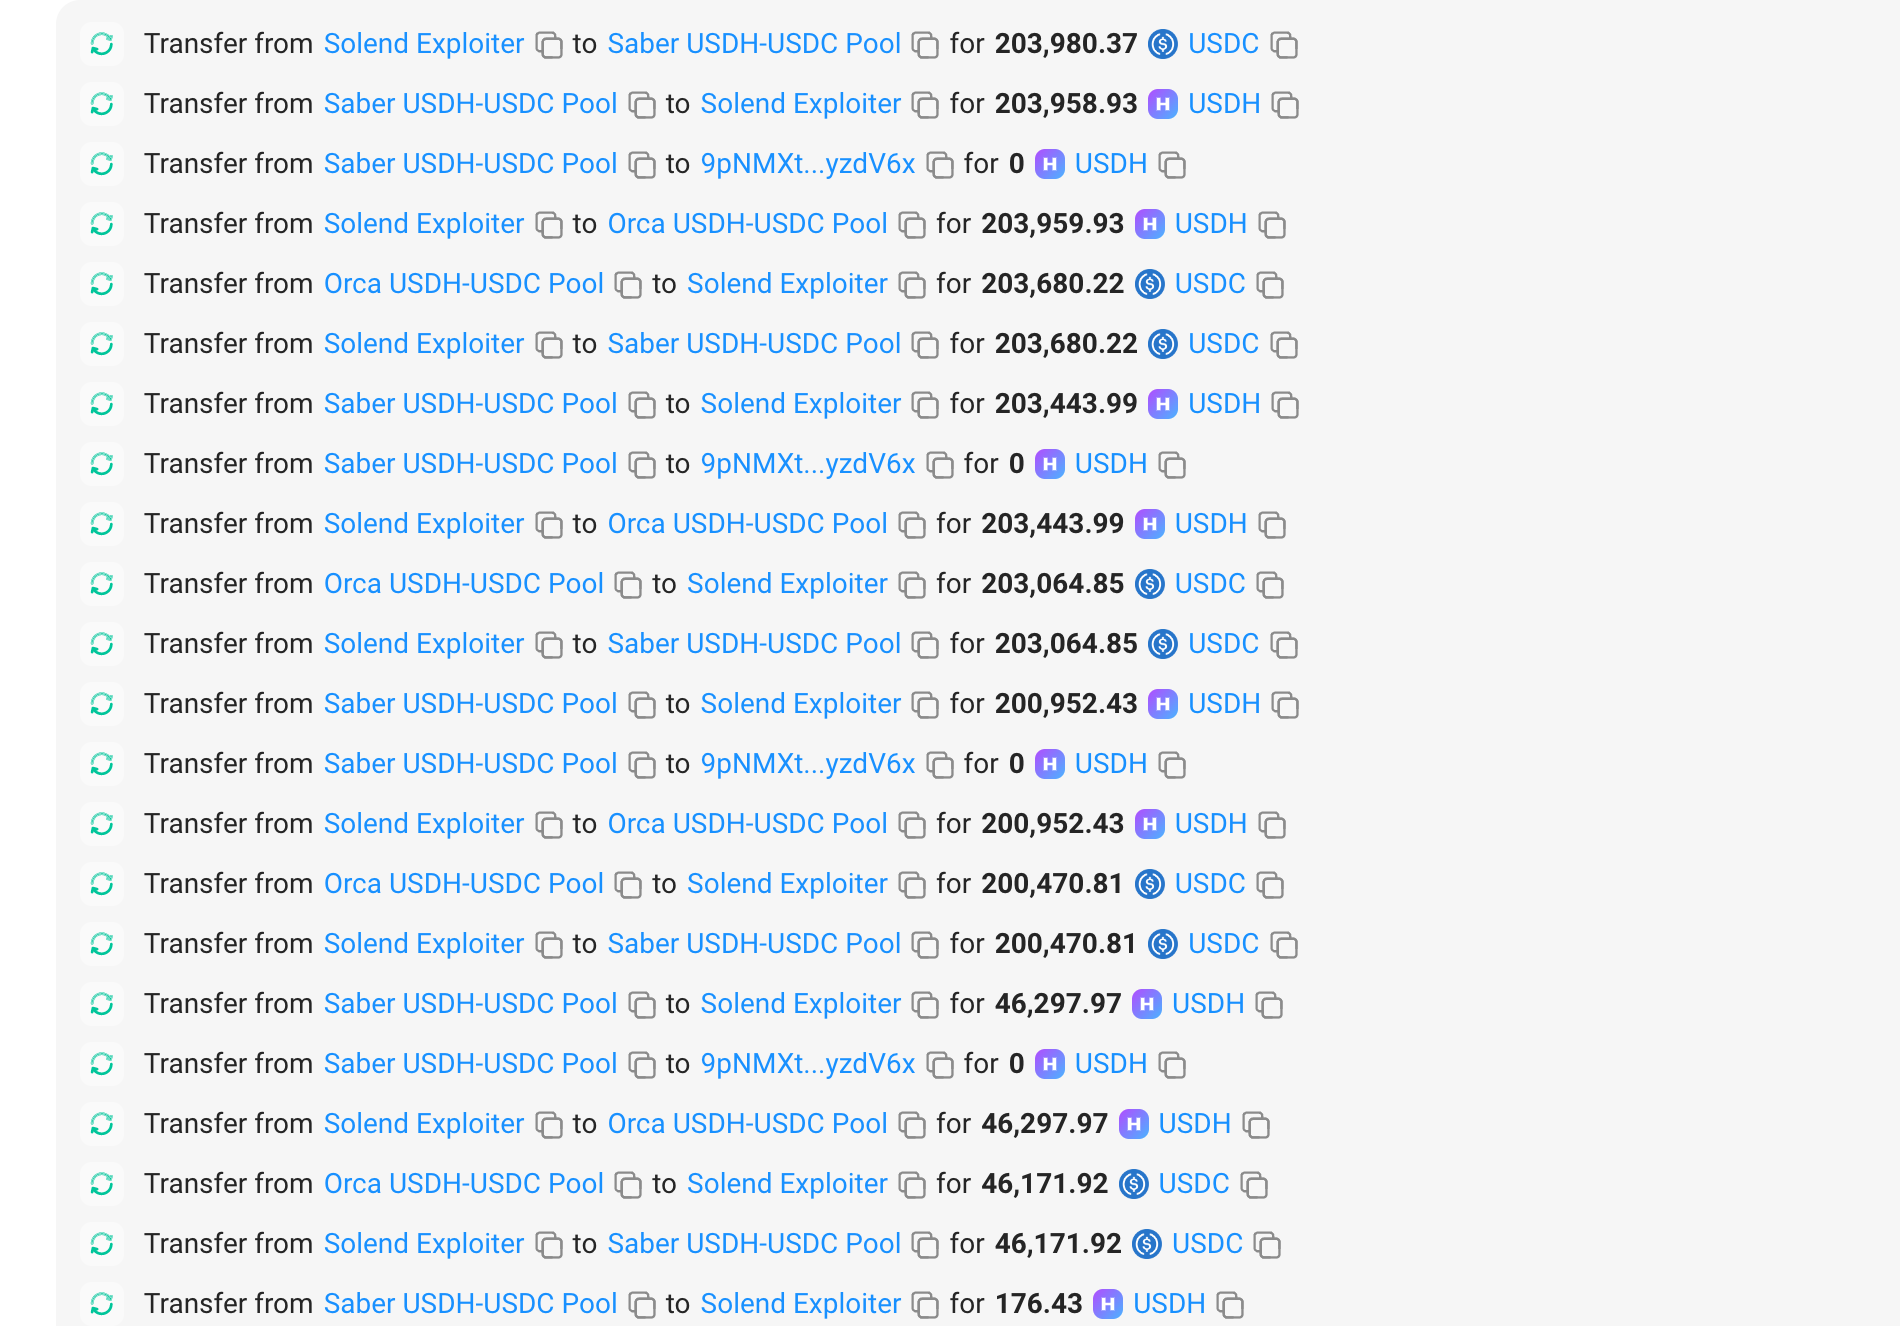 Transfer from Solend Exploiter to Saber USDH-USDC Pool for 203,980.37 USDC
Transfer from Saber USDH-USDC Pool to Solend Exploiter for 203,958.93 H USDH
Transfer from Saber USDH-USDC Pool to 9pNMXt...yzdV6x for 0 H USDH
Transfer from Solend Exploiter to Orca USDH-USDC Pool for 203,959.93 H USDH
Transfer from Orca USDH-USDC Pool to Solend Exploiter for 203,680.22 USDC
Transfer from Solend Exploiter to Saber USDH-USDC Pool for 203,680.22 USDC
Transfer from Saber USDH-USDC Pool to Solend Exploiter for 203,443.99 H USDH
Transfer from Saber USDH-USDC Pool to 9pNMXt...yzdV6x for 0 H USDH
Transfer from Solend Exploiter to Orca USDH-USDC Pool for 203,443.99 H USDH
Transfer from Orca USDH-USDC Pool to Solend Exploiter for 203,064.85 USDC
Transfer from Solend Exploiter to Saber USDH-USDC Pool for 203,064.85 USDC
Transfer from Saber USDH-USDC Pool to Solend Exploiter for 200,952.43 H USDH
Transfer from Saber USDH-USDC Pool to 9pNMXt...yzdV6x for 0 H USDH
Transfer from Solend Exploiter to Orca USDH-USDC Pool for 200,952.43 H USDH
Transfer from Orca USDH-USDC Pool to Solend Exploiter for 200,470.81 USDC
Transfer from Solend Exploiter to Saber USDH-USDC Pool for 200,470.81 USDC
Transfer from Saber USDH-USDC Pool to Solend Exploiter for 46,297.97 H USDH
Transfer from Saber USDH-USDC Pool to 9pNMXt...yzdV6x for 0 H USDH
Transfer from Solend Exploiter to Orca USDH-USDC Pool for 46,297.97 H USDH
Transfer from Orca USDH-USDC Pool to Solend Exploiter for 46,171.92 USDC
Transfer from Solend Exploiter to Saber USDH-USDC Pool for 46,171.92 USDC
Transfer from Saber USDH-USDC Pool to Solend Exploiter for 176.43 H USDH